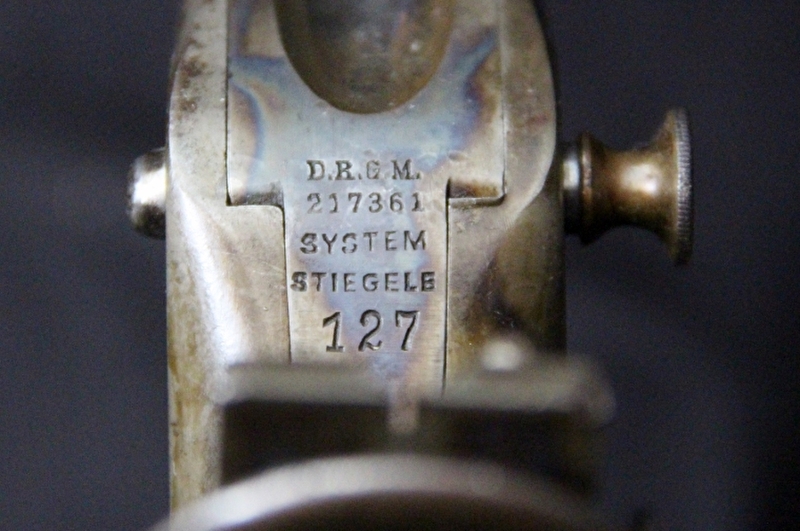 D.R.G.M.
217361
SYSTEM
STIEGELE
127